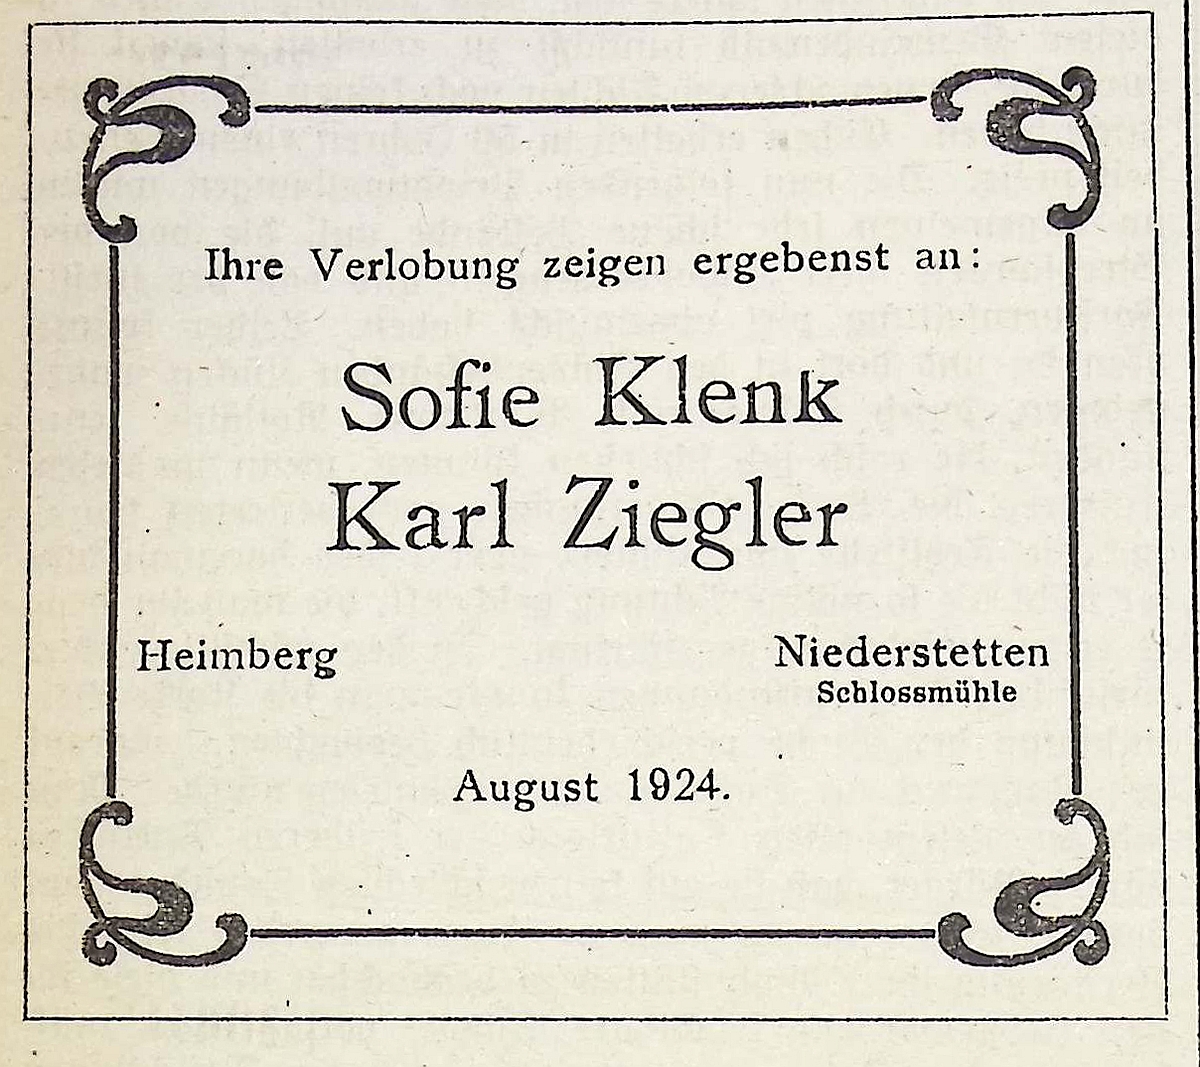 Ihre Verlobung zeigen ergebenst an:
Sofie Klenk
Karl Ziegler
Heimberg
Niederstetten
Schlossmühle
August 1924.